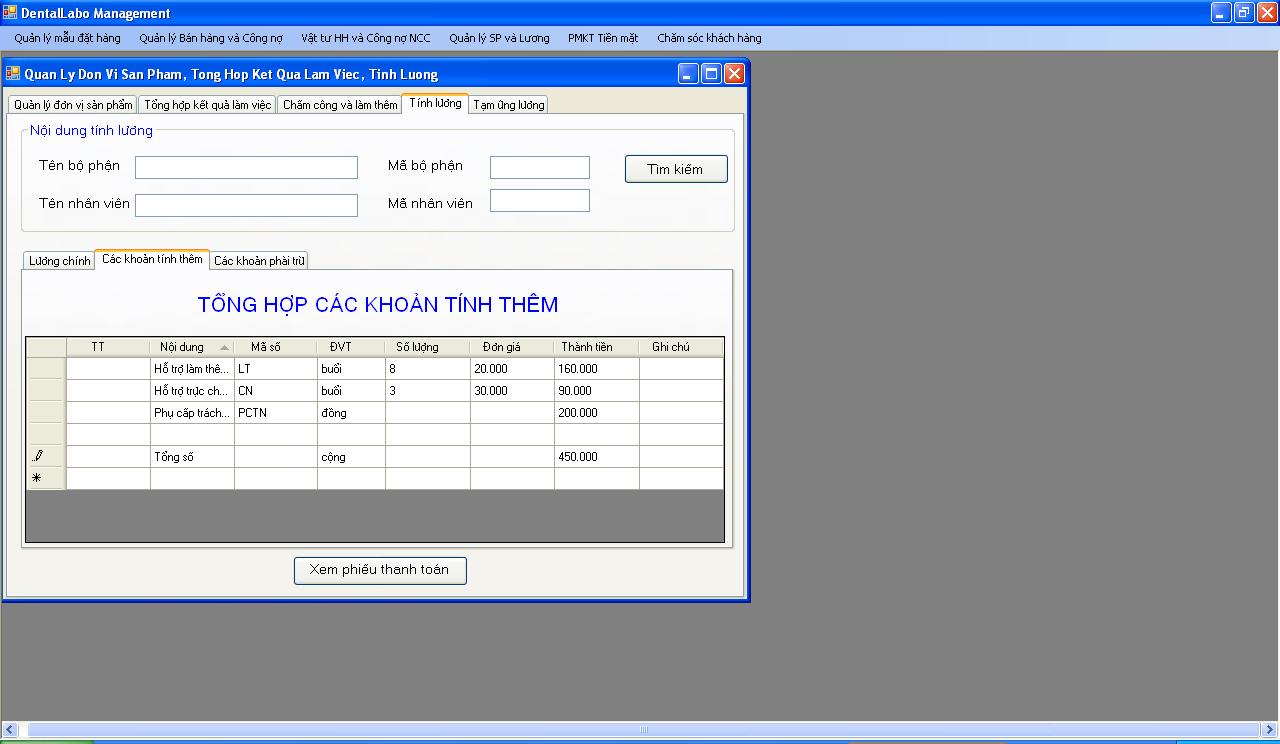 DentalLabo Management
Quản lý mẫu đặt hàng Quản lý Bán hàng và Công nợ Vật tư HH và Công nợ NCC Quản lý SP và Lương PMKT Tiền mặt Chăm sóc khách hàng
Quan Ly Don Vi San Pham, Tong Hop Ket Qua Lam Viec, Tinh Luong
Quản lý đơn vị sản phẩm Tổng hợp kết quả làm việc Chấm công và làm thêm Tính lương Tạm ứng lương
Nội dung tính lương
Tên bộ phận Mã bộ phận Tìm kiếm
Tên nhân viên Mã nhân viên
Lương chính Các khoản tính thêm Các khoản phải trừ
TỔNG HỢP CÁC KHOẢN TÍNH THÊM
TT Nội dung Mã số ĐVT Số lượng Đơn giá Thành tiền Ghi chú
Hỗ trợ làm thê... LT buổi 8 20.000 160.000
Hỗ trợ trực ch... CN buổi 3 30.000 90.000
Phụ cấp trách... PCTN đồng 200.000
Tổng số cộng 450.000
Xem phiếu thanh toán